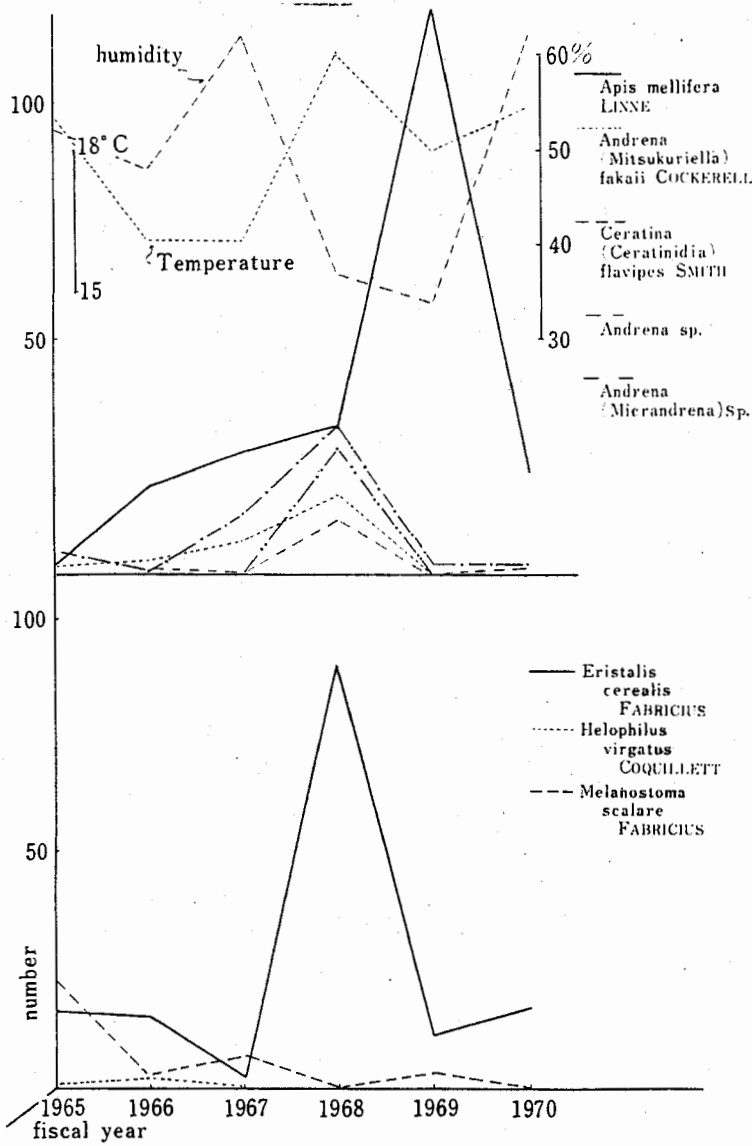 humidity
60%
100
18°C
50
40
Temperature
15
50
30
Apis mellifera
LINNE
Andrena
(Mitsukuriella)
fakaii COCKERELL
Ceratina
(Ceratinidia)
flavipes SMITH
Andrena sp.
Andrena
(Micrandrena)Sp.
100
50
number
Eristalis
cerealis
FABRICIUS
Helophilus
virgatus
COQUILLETT
Melanostoma
scalare
FABRICIUS
1965 1966 1967 1968 1969 1970
fiscal year